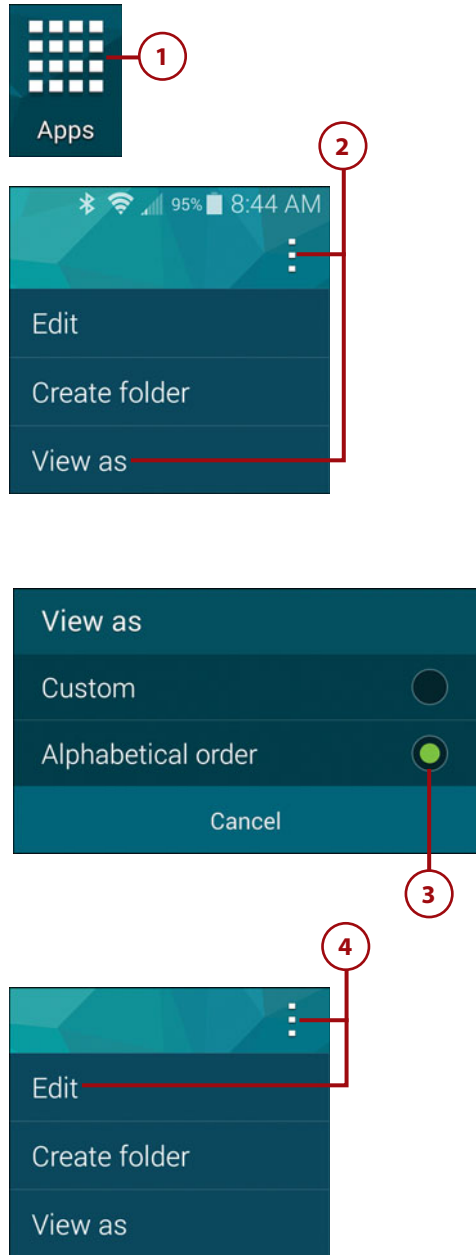 1
Apps
2
95% 8:44 AM
Edit
Create folder
View as
View as
Custom
Alphabetical order
Cancel
3
4
Edit
Create folder
View as